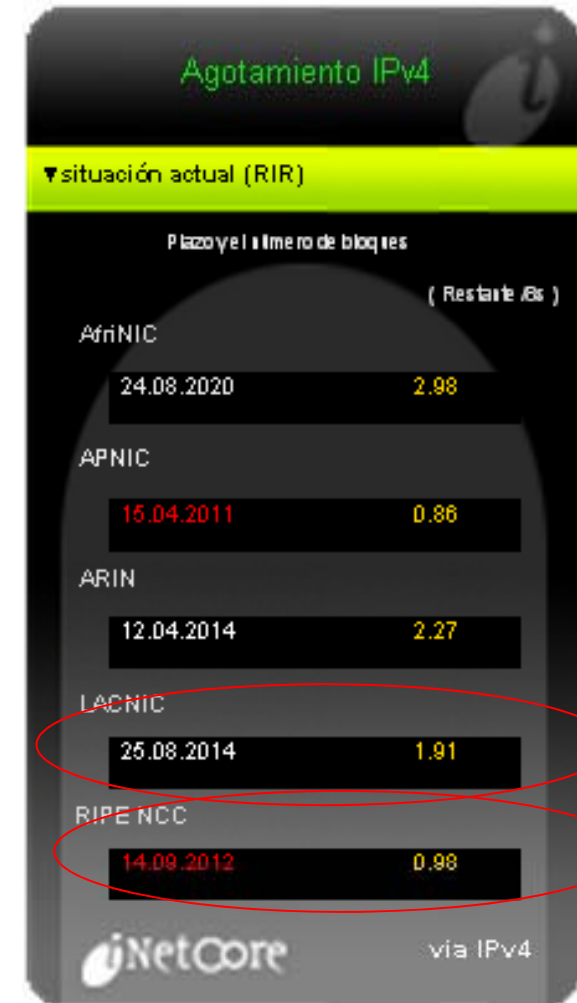 Agotamiento IPv4
▼situación actual (RIR)
Plazo y el número de bloques
( Restante /8s )
AfriNIC
24.08.2020 2.98
APNIC
15.04.2011 0.86
ARIN
12.04.2014 2.27
LACNIC
25.08.2014 1.91
RIPE NCC
14.09.2012 0.98
iNetCore via IPv4